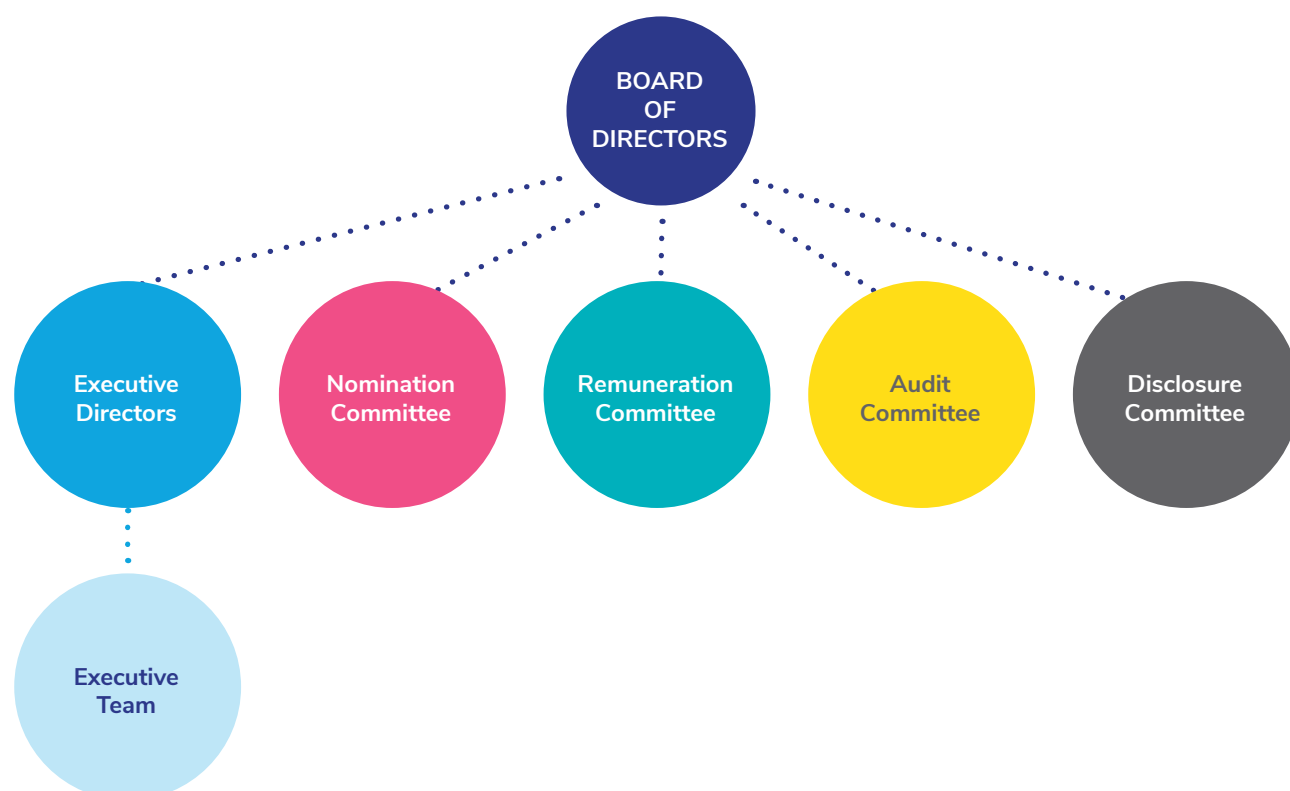 BOARD
OF
DIRECTORS
Executive
Directors
Nomination
Committee
Remuneration
Committee
Audit
Committee
Disclosure
Committee
Executive
Team